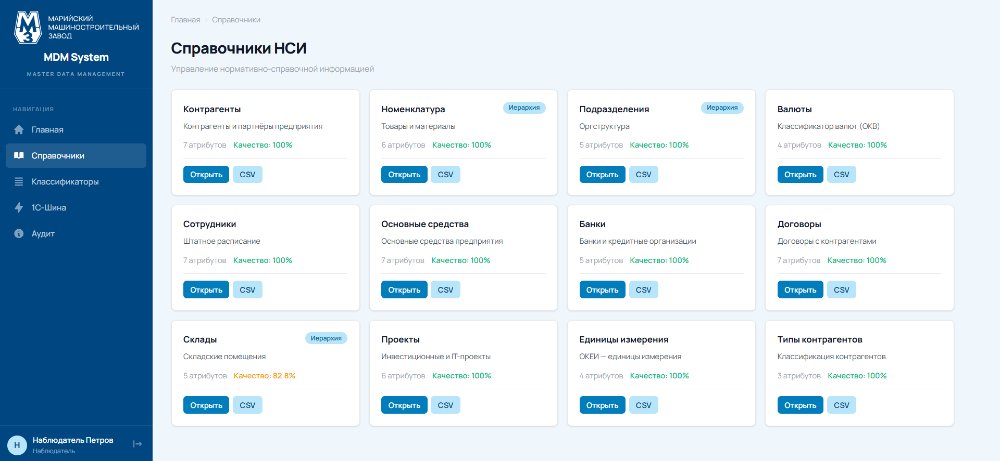 МАРИЙСКИЙ
МАШИНОСТРОИТЕЛЬНЫЙ
ЗАВОД
MDM System
MASTER DATA MANAGEMENT
НАВИГАЦИЯ
Главная
Справочники
Классификаторы
1С-Шина
Аудит
Н
Наблюдатель Петров
Наблюдатель
Главная › Справочники
Справочники НСИ
Управление нормативно-справочной информацией
Контрагенты
Контрагенты и партнёры предприятия
7 атрибутов Качество: 100%
Открыть CSV
Номенклатура Иерархия
Товары и материалы
6 атрибутов Качество: 100%
Открыть CSV
Подразделения Иерархия
Оргструктура
5 атрибутов Качество: 100%
Открыть CSV
Валюты
Классификатор валют (ОКВ)
4 атрибутов Качество: 100%
Открыть CSV
Сотрудники
Штатное расписание
7 атрибутов Качество: 100%
Открыть CSV
Основные средства
Основные средства предприятия
7 атрибутов Качество: 100%
Открыть CSV
Банки
Банки и кредитные организации
5 атрибутов Качество: 100%
Открыть CSV
Договоры
Договоры с контрагентами
7 атрибутов Качество: 100%
Открыть CSV
Склады Иерархия
Складские помещения
5 атрибутов Качество: 82.8%
Открыть CSV
Проекты
Инвестиционные и IT-проекты
6 атрибутов Качество: 100%
Открыть CSV
Единицы измерения
ОКЕИ — единицы измерения
4 атрибутов Качество: 100%
Открыть CSV
Типы контрагентов
Классификация контрагентов
3 атрибутов Качество: 100%
Открыть CSV